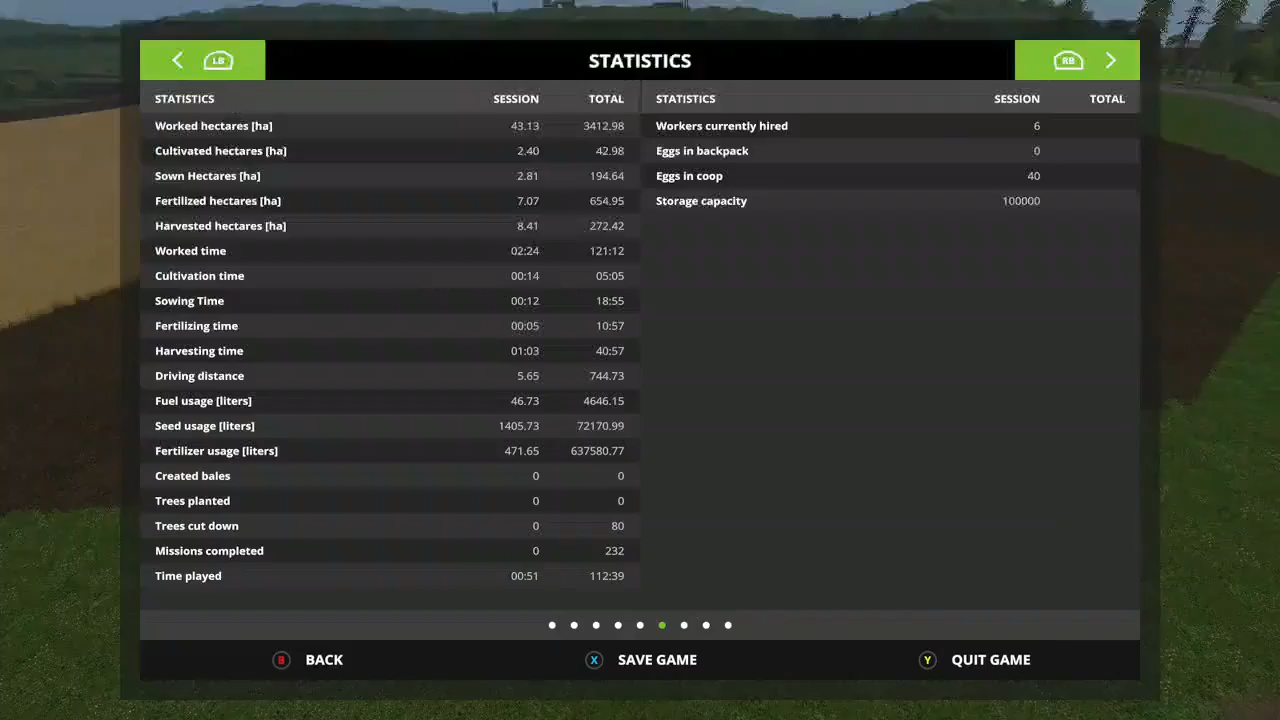 LB STATISTICS RB
STATISTICS SESSION TOTAL
Worked hectares [ha] 43.13 3412.98
Cultivated hectares [ha] 2.40 42.98
Sown Hectares [ha] 2.81 194.64
Fertilized hectares [ha] 7.07 654.95
Harvested hectares [ha] 8.41 272.42
Worked time 02:24 121:12
Cultivation time 00:14 05:05
Sowing Time 00:12 18:55
Fertilizing time 00:05 10:57
Harvesting time 01:03 40:57
Driving distance 5.65 744.73
Fuel usage [liters] 46.73 4646.15
Seed usage [liters] 1405.73 72170.99
Fertilizer usage [liters] 471.65 637580.77
Created bales 0 0
Trees planted 0 0
Trees cut down 0 80
Missions completed 0 232
Time played 00:51 112:39
STATISTICS SESSION TOTAL
Workers currently hired 6
Eggs in backpack 0
Eggs in coop 40
Storage capacity 100000
B BACK X SAVE GAME Y QUIT GAME